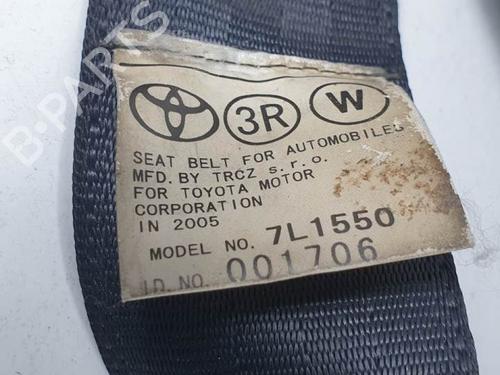 3R W
SEAT BELT FOR AUTOMOBILES
MFD. BY TRCZ s.r.o.
FOR TOYOTA MOTOR
CORPORATION
IN 2005
MODEL NO. 7L1550
I.D. NO. 001706
B-PARTS